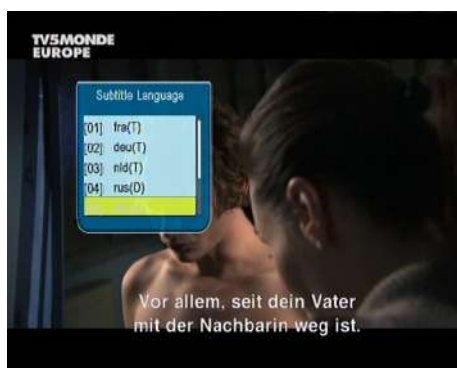 TV5MONDE
EUROPE
Subtitle Language
[01] fra(T)
[02] deu(T)
[03] nld(T)
[04] rus(D)
Vor allem, seit dein Vater
mit der Nachbarin weg ist.